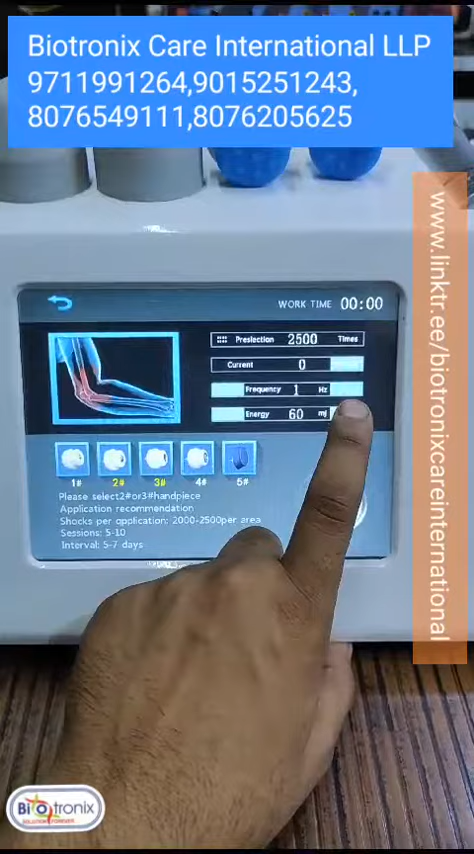 Biotronix Care International LLP
9711991264,9015251243,
8076549111,8076205625
www.linktr.ee/biotronixcareinternational
WORK TIME 00:00
Preslection 2500 Times
Current 0
Frequency 1 Hz
Energy 60 mj
1# 2# 3# 4# 5#
Please select2#or3#handpiece
Application recommendation
Shocks per application: 2000-2500per area
Sessions: 5-10
Interval: 5-7 days
Biotronix